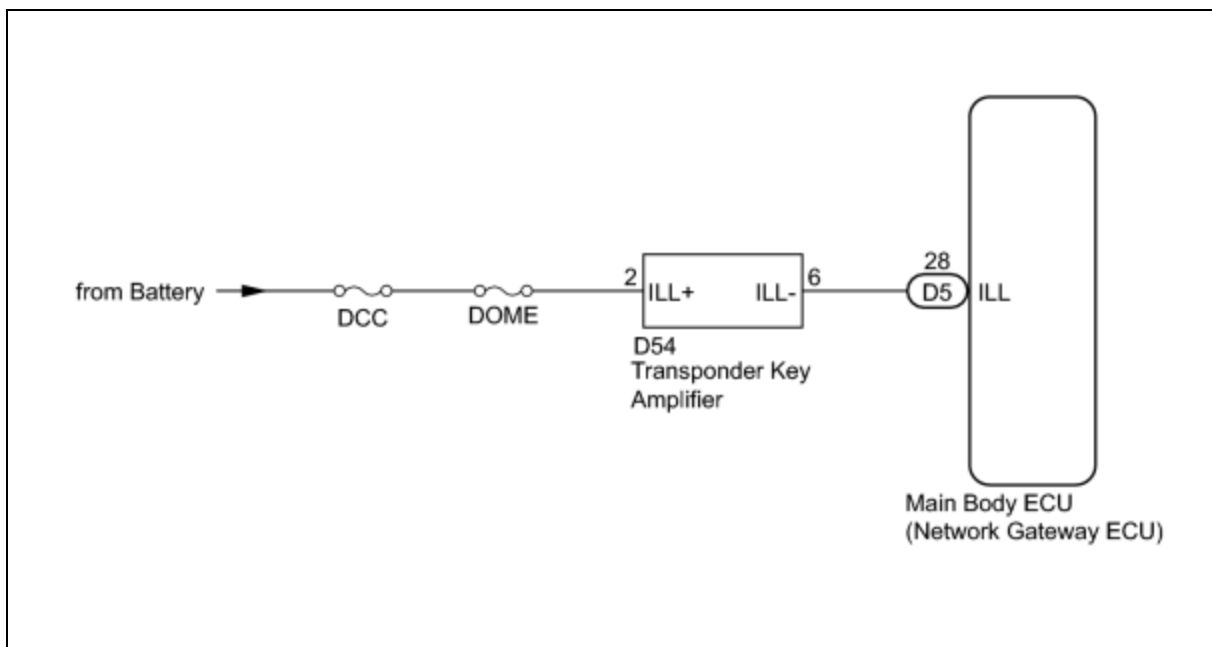 from Battery
DCC
DOME
2
ILL+
ILL-
6
D54
Transponder Key
Amplifier
28
D5
ILL
Main Body ECU
(Network Gateway ECU)